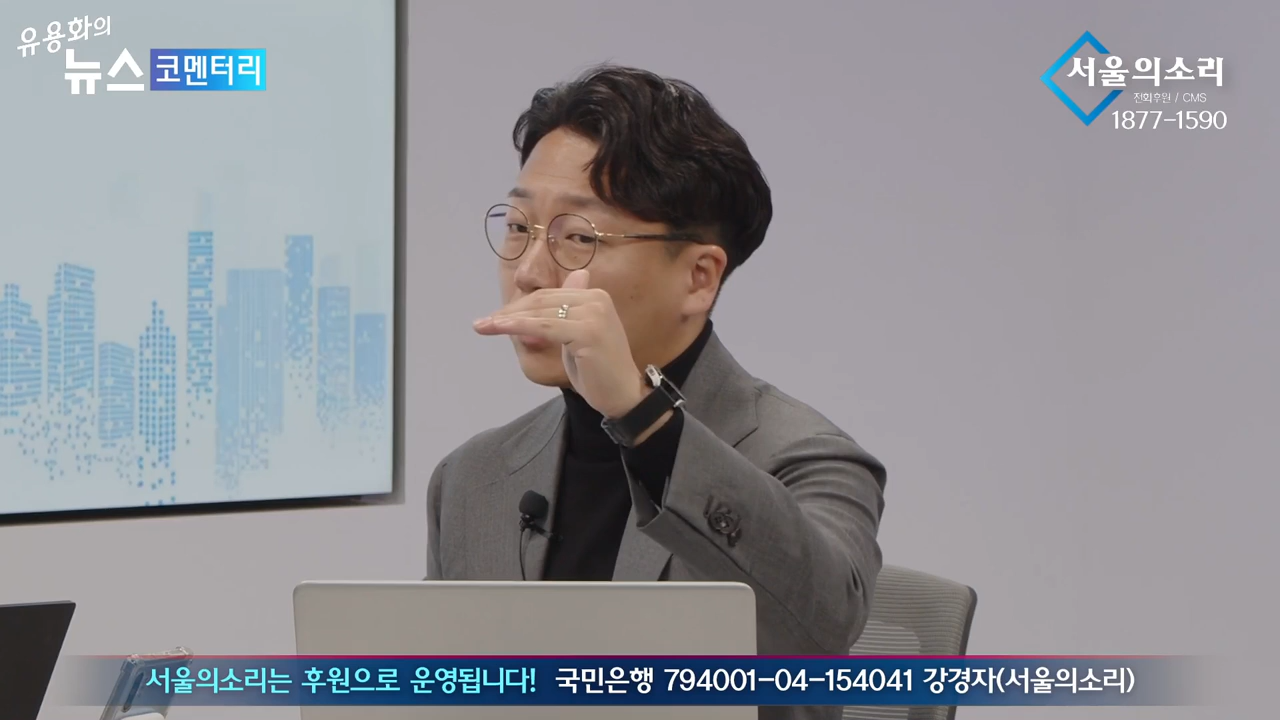 유용화의
뉴스 코멘터리
서울의소리
전화후원 / CMS
1877-1590
서울의소리는 후원으로 운영됩니다! 국민은행 794001-04-154041 강경자(서울의소리)